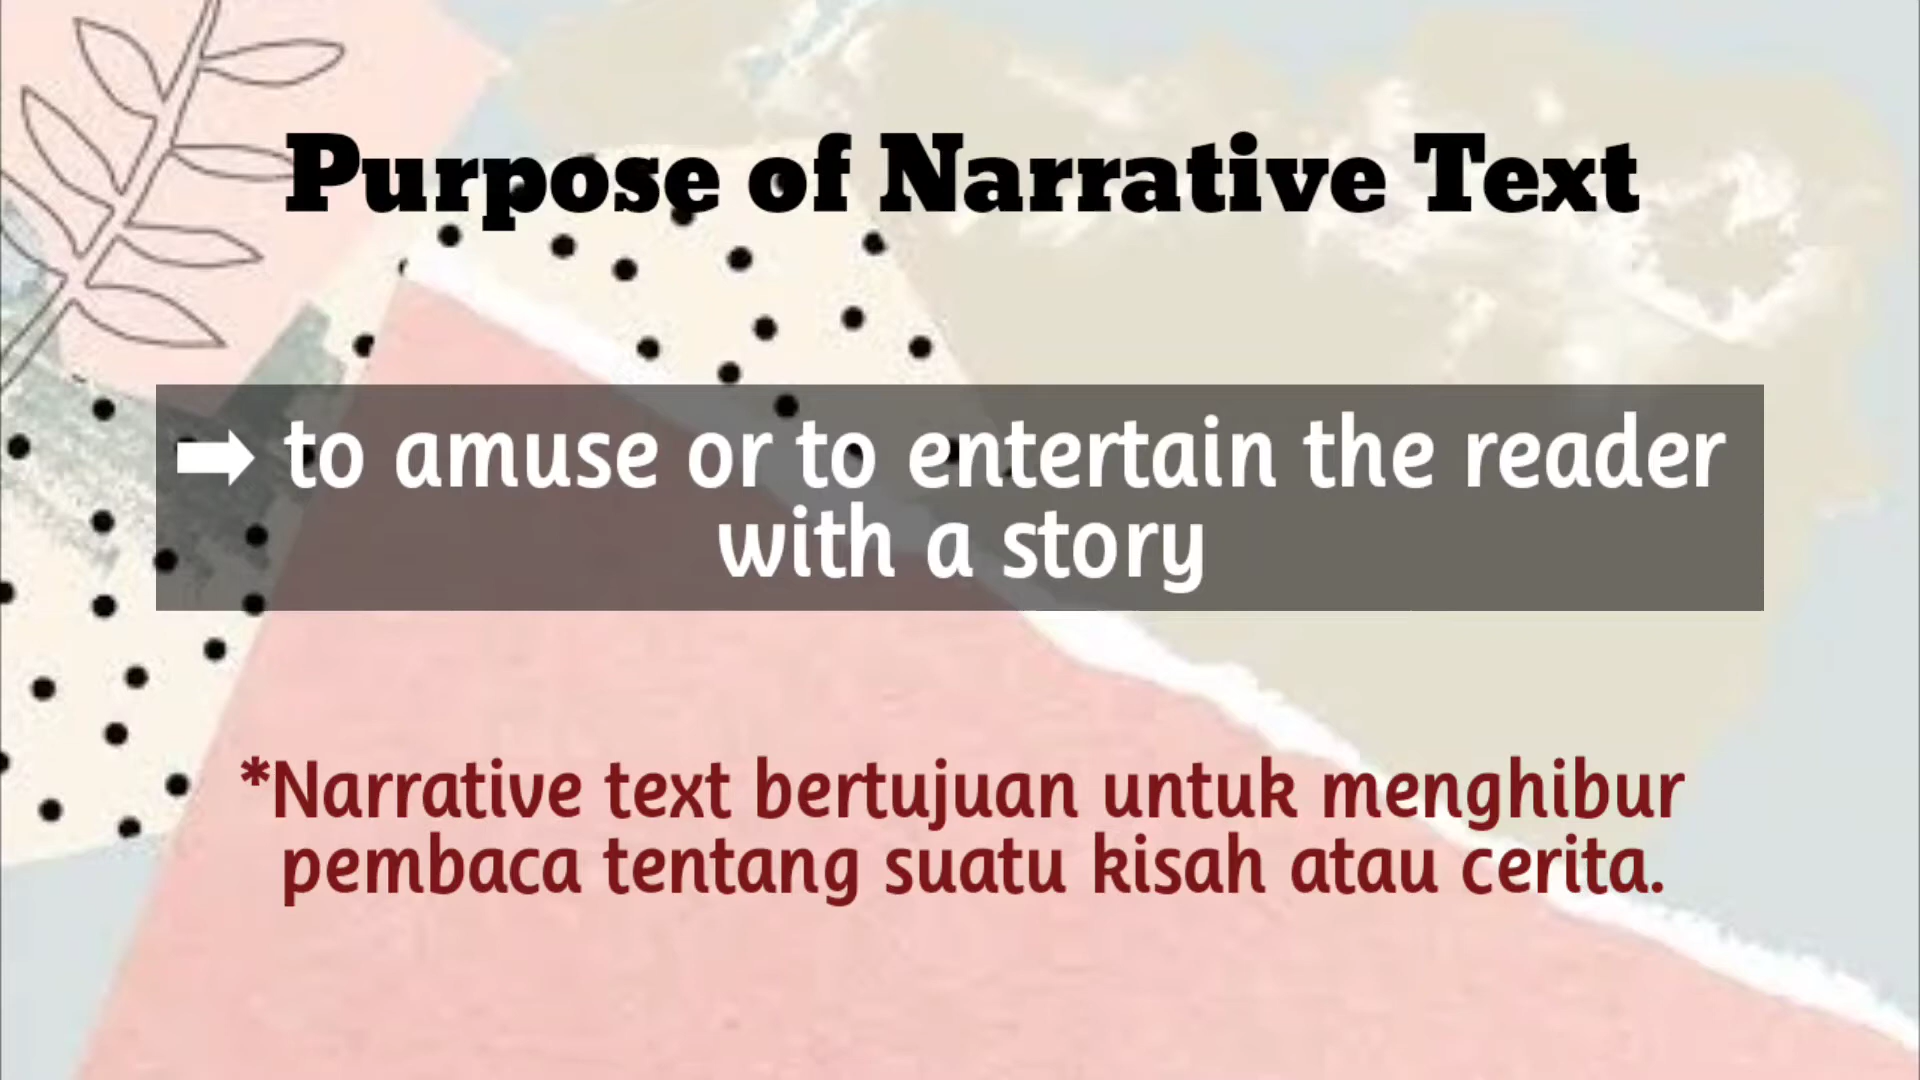 Purpose of Narrative Text
➡ to amuse or to entertain the reader
with a story
*Narrative text bertujuan untuk menghibur
pembaca tentang suatu kisah atau cerita.